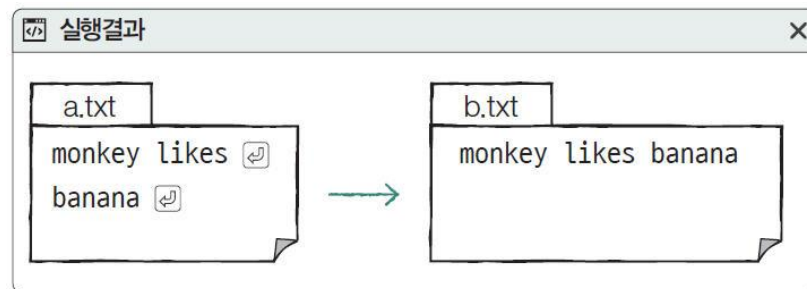 실행결과
a.txt
monkey likes
banana
b.txt
monkey likes banana